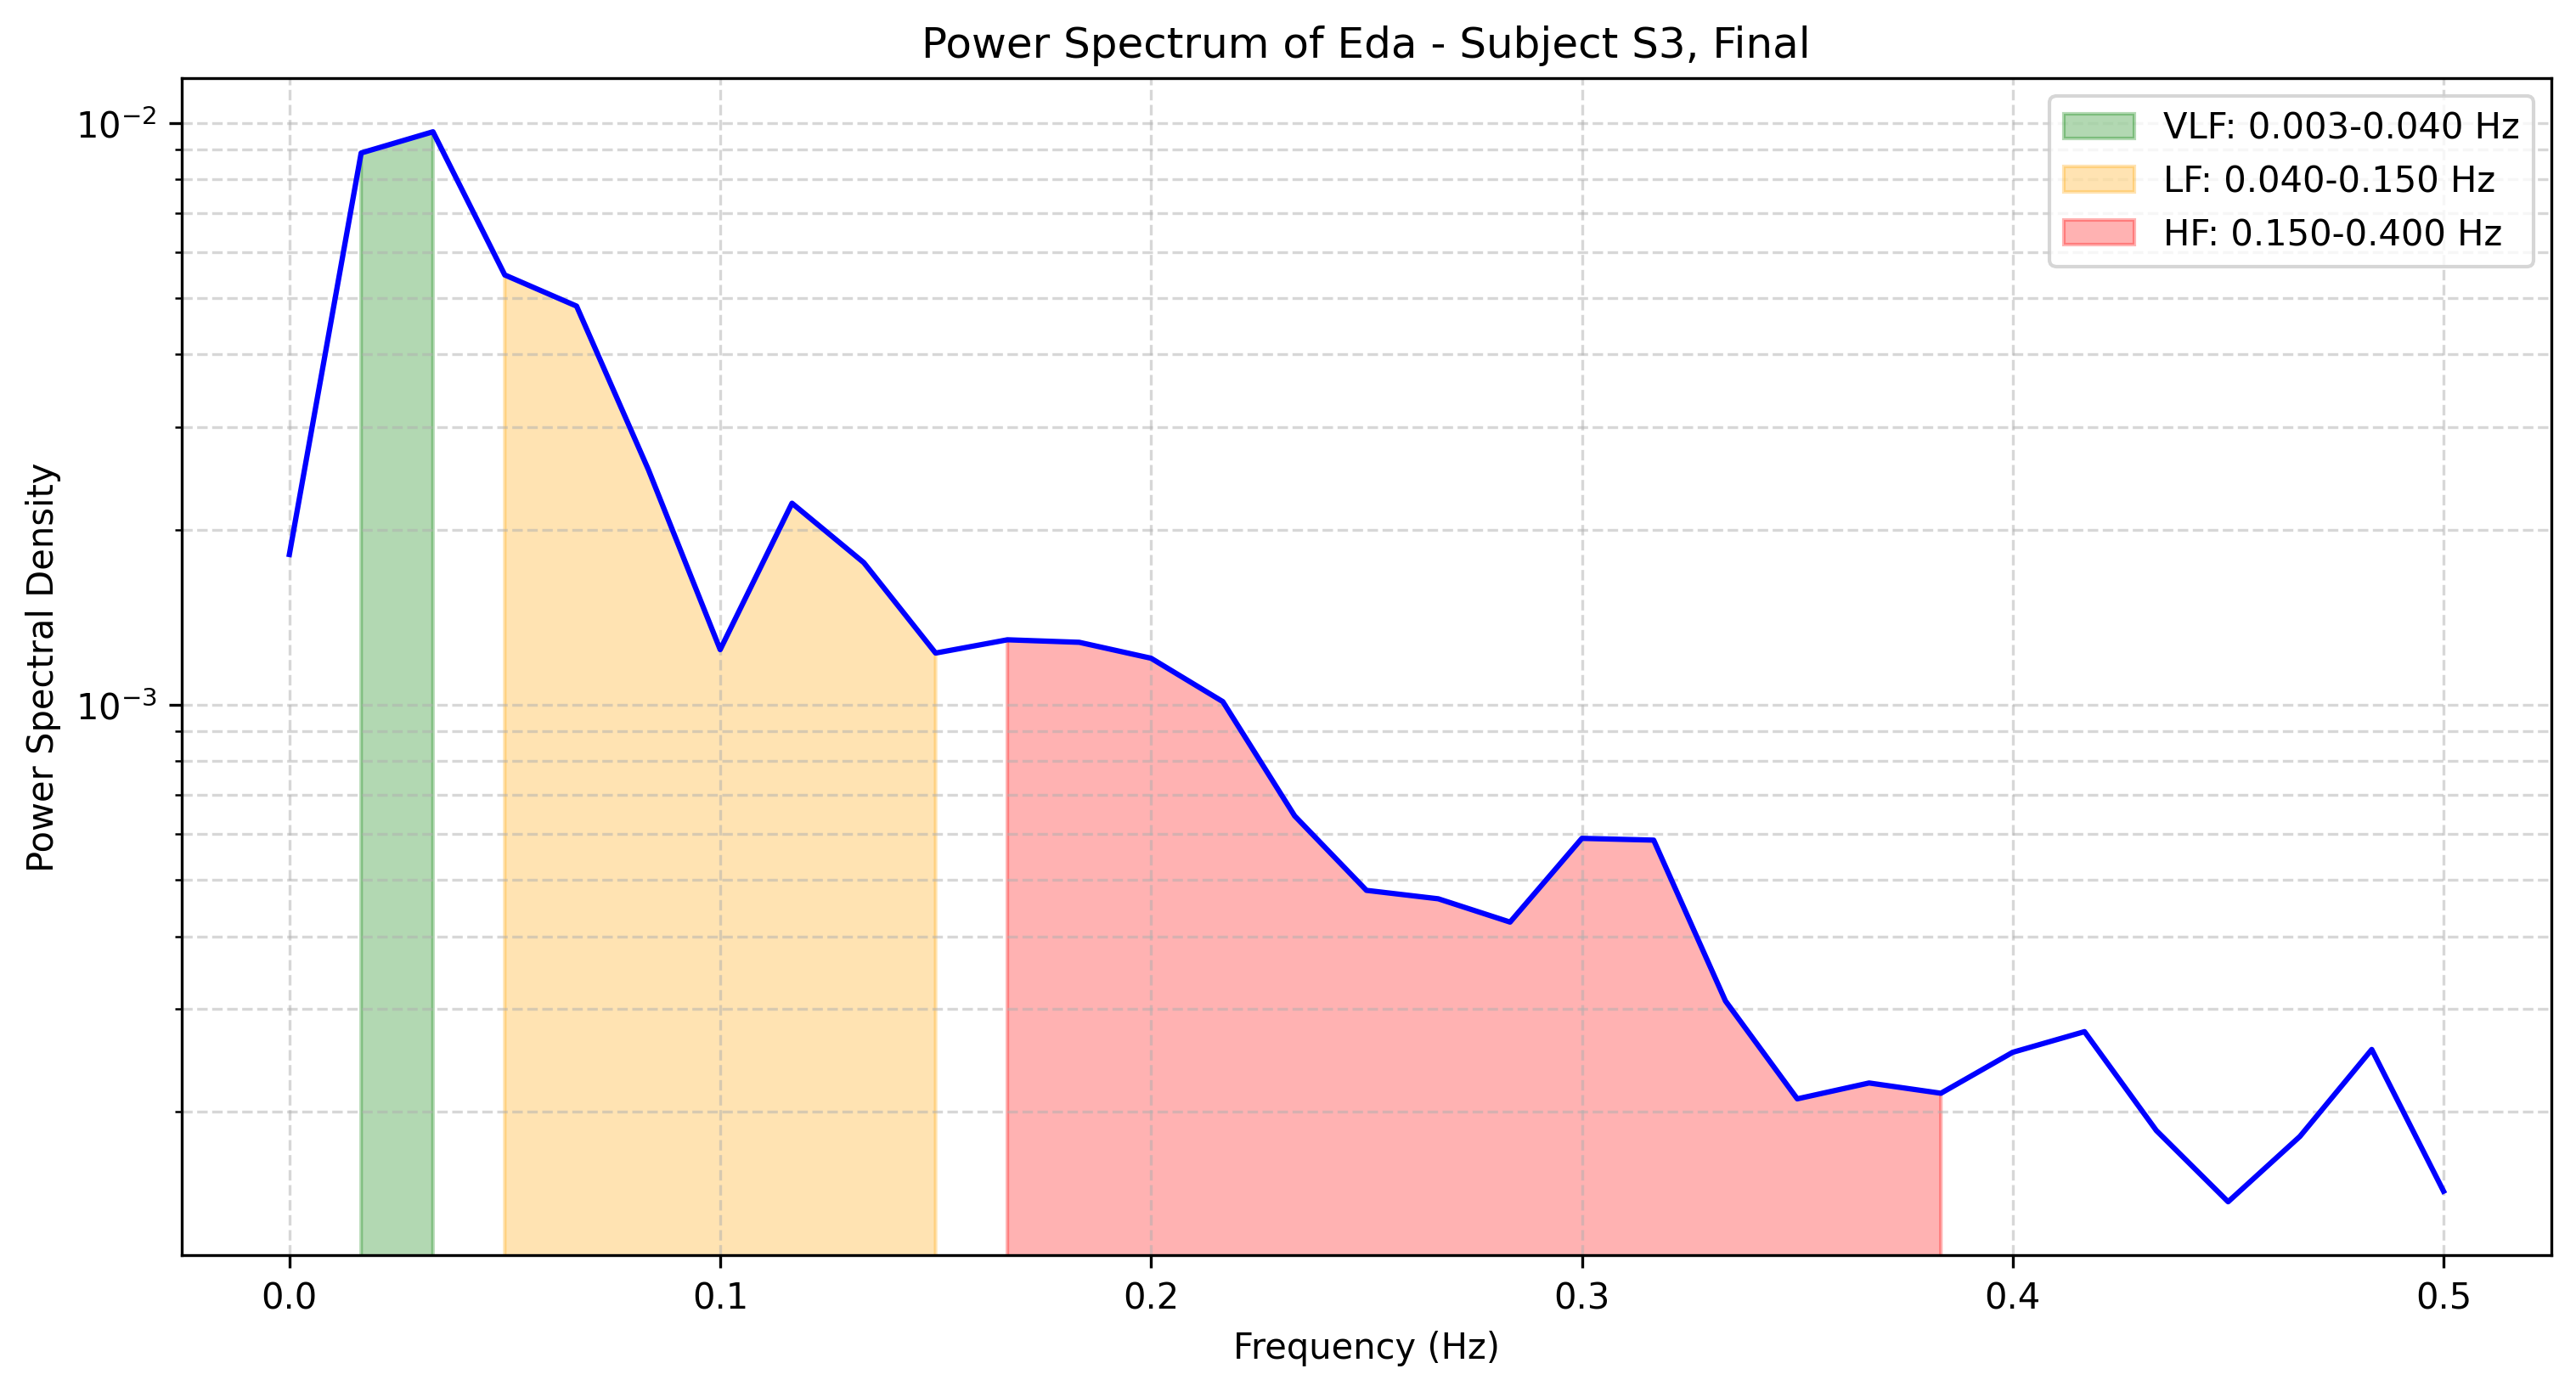 Power Spectrum of Eda - Subject S3, Final
VLF: 0.003-0.040 Hz
LF: 0.040-0.150 Hz
HF: 0.150-0.400 Hz
Power Spectral Density
10⁻²
10⁻³
0.0 0.1 0.2 0.3 0.4 0.5
Frequency (Hz)